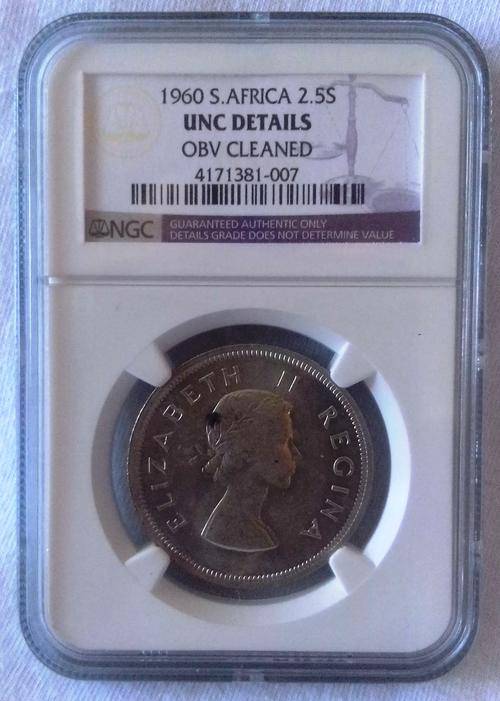 1960 S.AFRICA 2.5S
UNC DETAILS
OBV CLEANED
4171381-007
NGC
GUARANTEED AUTHENTIC ONLY
DETAILS GRADE DOES NOT DETERMINE VALUE
ELIZABETH II REGINA